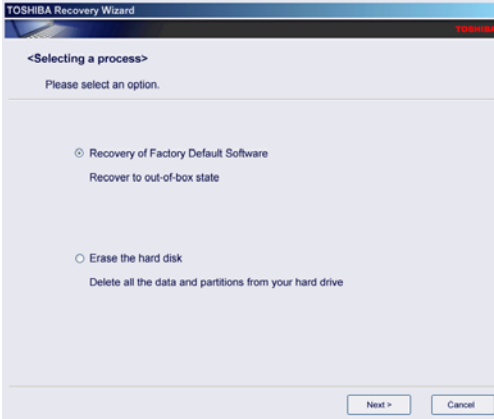 TOSHIBA Recovery Wizard
TOSHIBA
<Selecting a process>
Please select an option.
Recovery of Factory Default Software
Recover to out-of-box state
Erase the hard disk
Delete all the data and partitions from your hard drive
Next >
Cancel